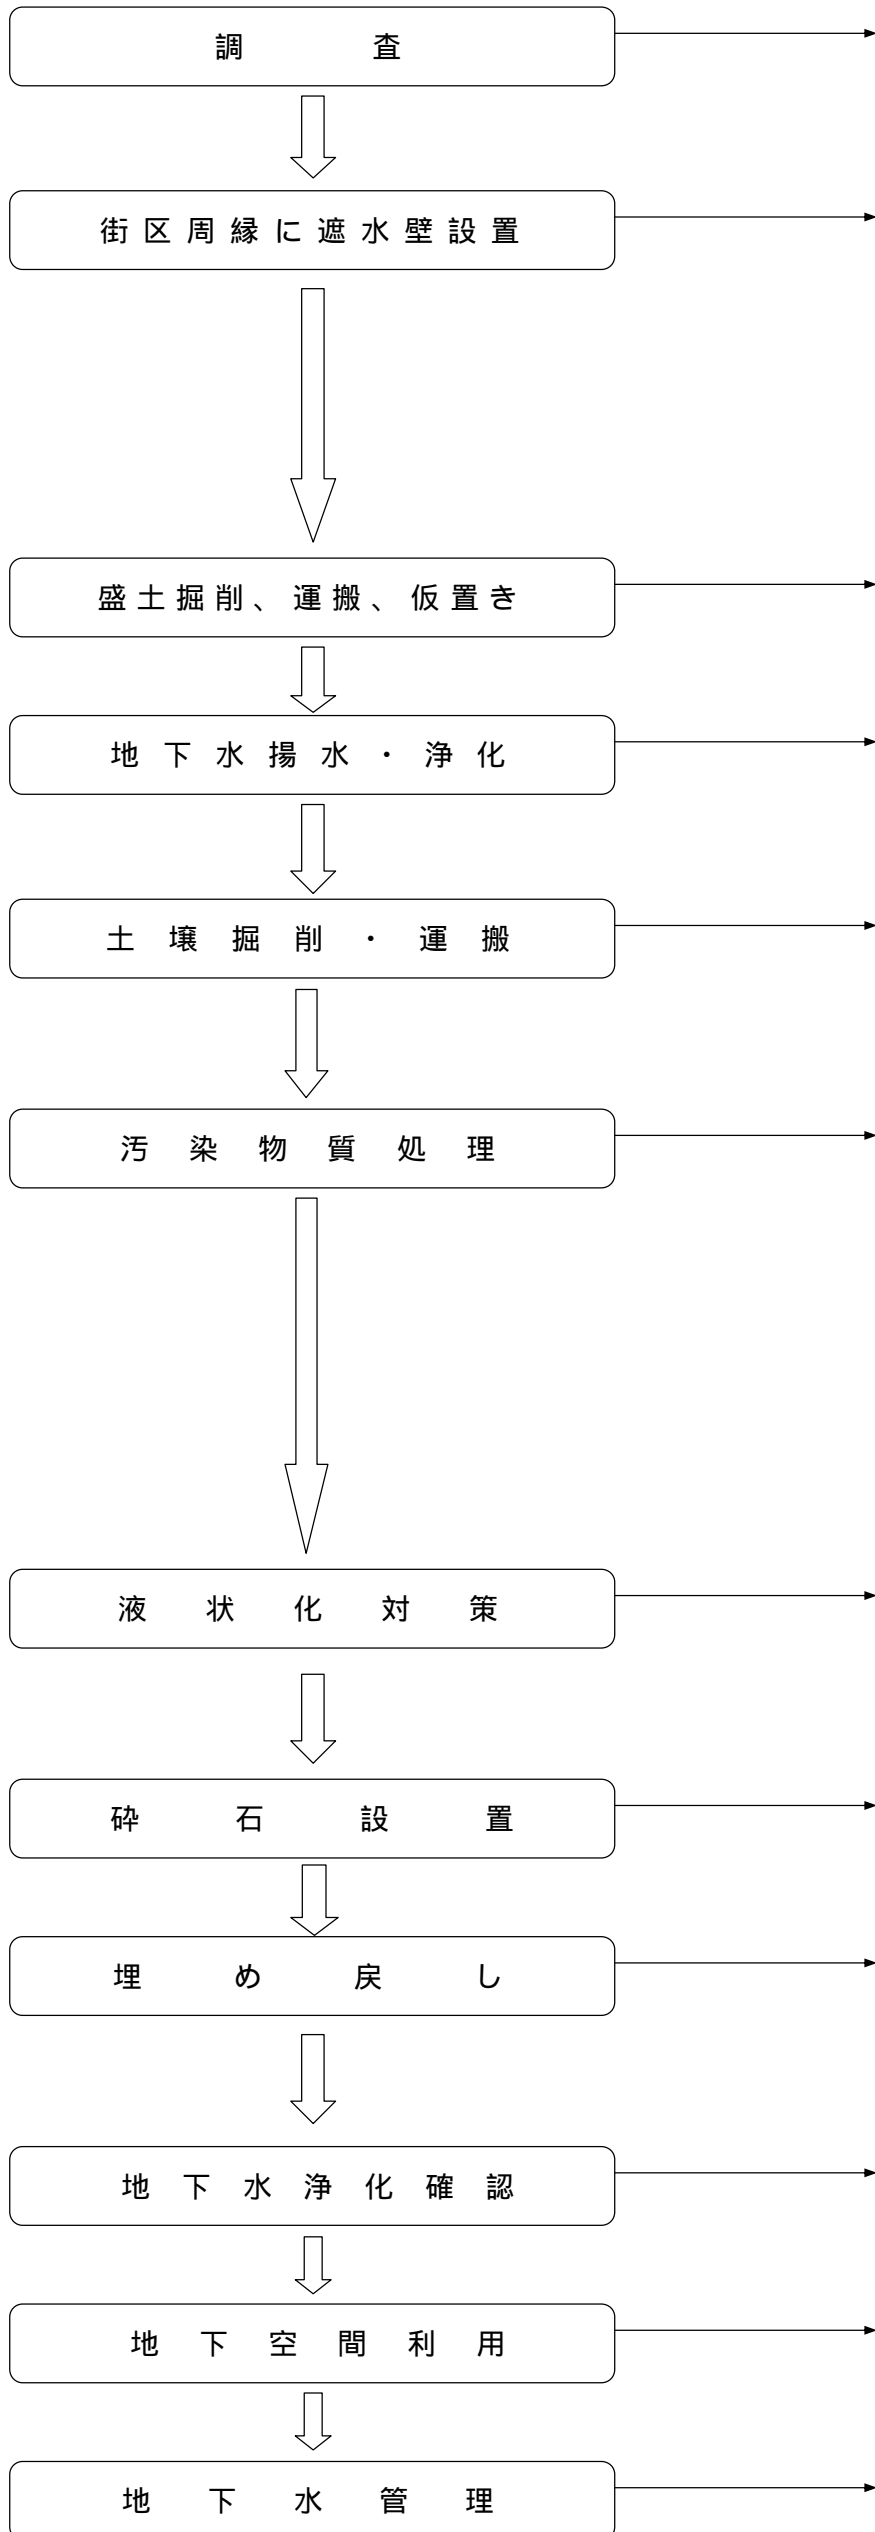 調査
街区周縁に遮水壁設置
盛土掘削、運搬、仮置き
地下水揚水・浄化
土壌掘削・運搬
汚染物質処理
液状化対策
砕石設置
埋め戻し
地下水浄化確認
地下空間利用
地下水管理